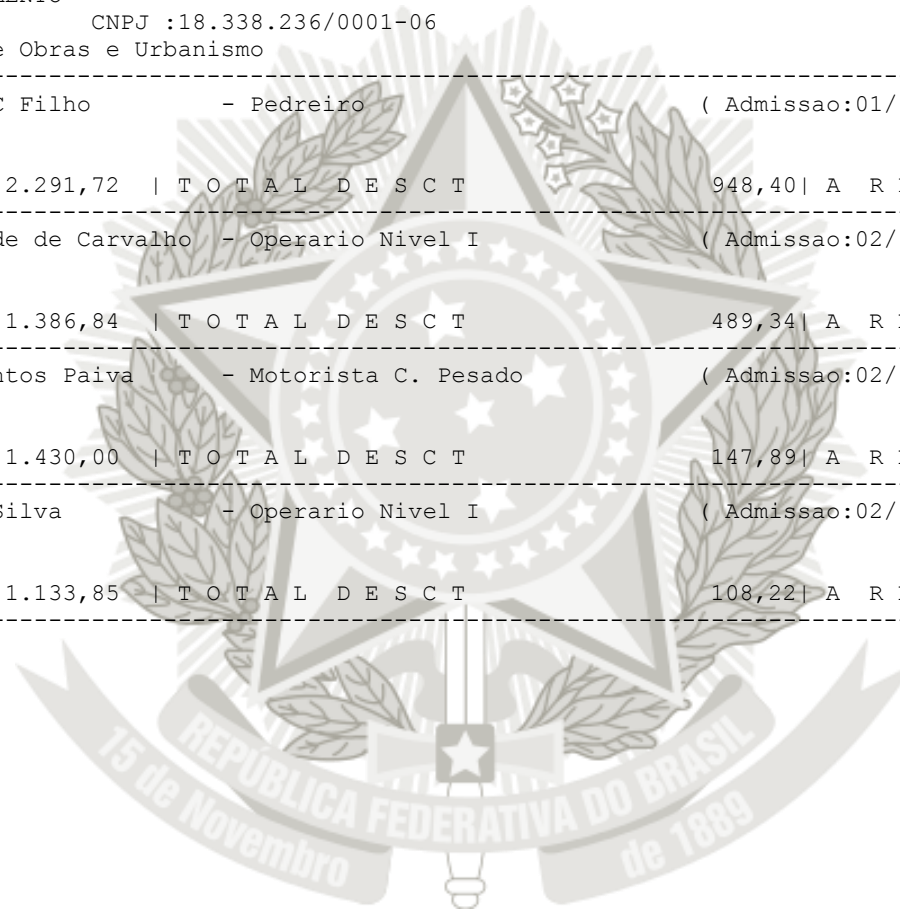 CNPJ :18.338.236/0001-06
e Obras e Urbanismo
--------------------------------------------------------------------------------
C Filho - Pedreiro ( Admissao:01/
2.291,72 | T O T A L D E S C T 948,40| A R
--------------------------------------------------------------------------------
de de Carvalho - Operario Nivel I ( Admissao:02/
1.386,84 | T O T A L D E S C T 489,34| A R
--------------------------------------------------------------------------------
ntos Paiva - Motorista C. Pesado ( Admissao:02/
1.430,00 | T O T A L D E S C T 147,89| A R
--------------------------------------------------------------------------------
Silva - Operario Nivel I ( Admissao:02/
1.133,85 | T O T A L D E S C T 108,22| A R
--------------------------------------------------------------------------------
REPÚBLICA FEDERATIVA DO BRASIL
15 de Novembro de 1889